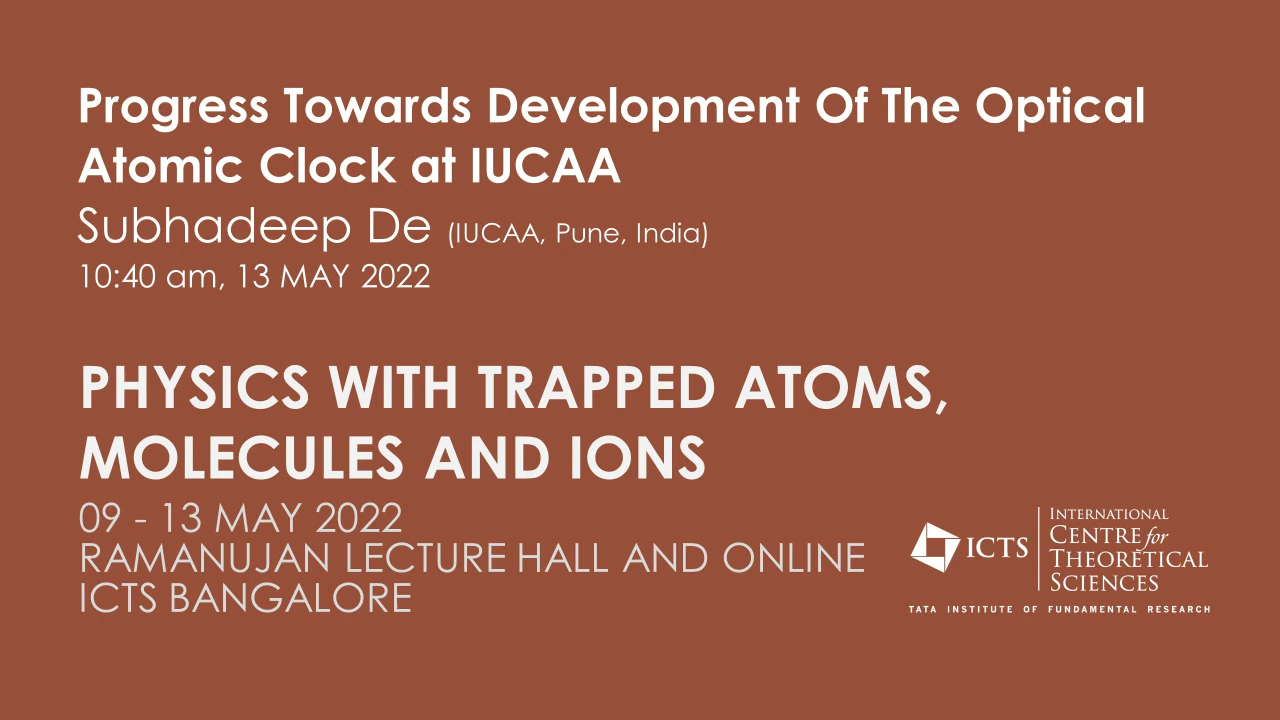 Progress Towards Development Of The Optical
Atomic Clock at IUCAA
Subhadeep De (IUCAA, Pune, India)
10:40 am, 13 MAY 2022
PHYSICS WITH TRAPPED ATOMS,
MOLECULES AND IONS
09 - 13 MAY 2022
RAMANUJAN LECTURE HALL AND ONLINE
ICTS BANGALORE
ICTS
INTERNATIONAL
CENTRE for
THEORETICAL
SCIENCES
TATA INSTITUTE OF FUNDAMENTAL RESEARCH